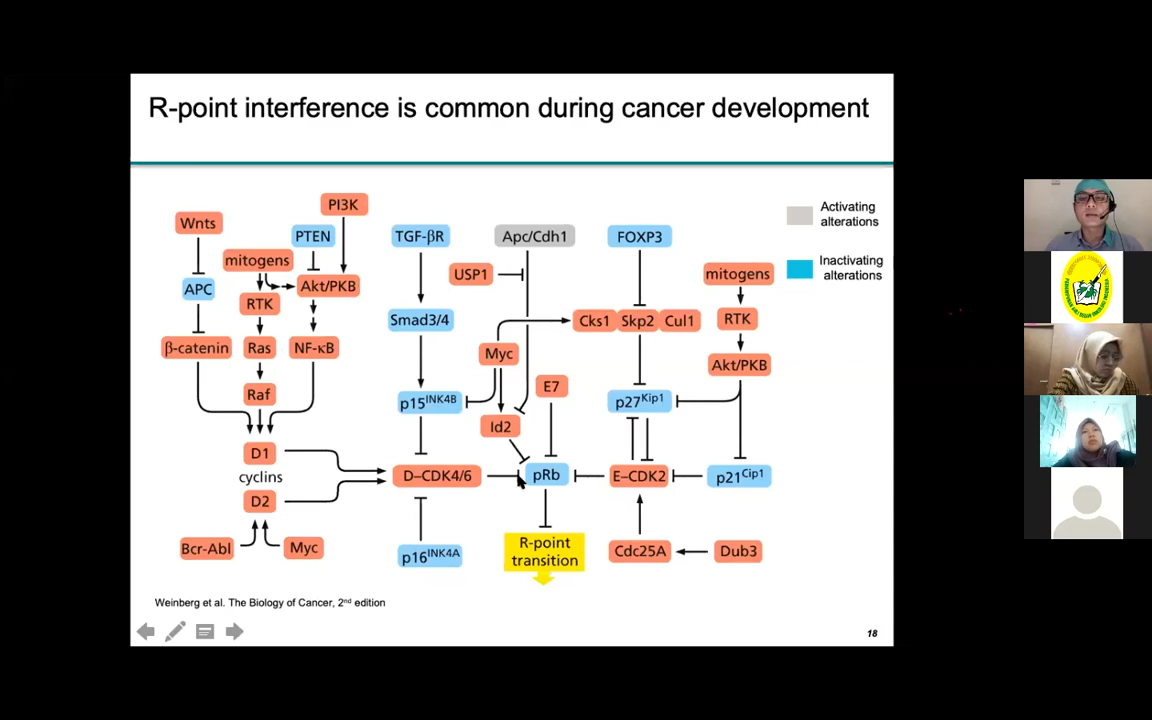 R-point interference is common during cancer development
PI3K
Wnts
PTEN
TGF-βR
Apc/Cdh1
FOXP3
Activating
alterations
Inactivating
alterations
mitogens
USP1
mitogens
APC
Akt/PKB
RTK
Smad3/4
Cks1 Skp2 Cul1
RTK
β-catenin
Ras
NF-κB
Myc
Akt/PKB
Raf
E7
p15INK4B
p27Kip1
Id2
D1
cyclins
D2
D–CDK4/6
pRb
E–CDK2
p21Cip1
Bcr-Abl
Myc
p16INK4A
R-point
transition
Cdc25A
Dub3
Weinberg et al. The Biology of Cancer, 2nd edition
18